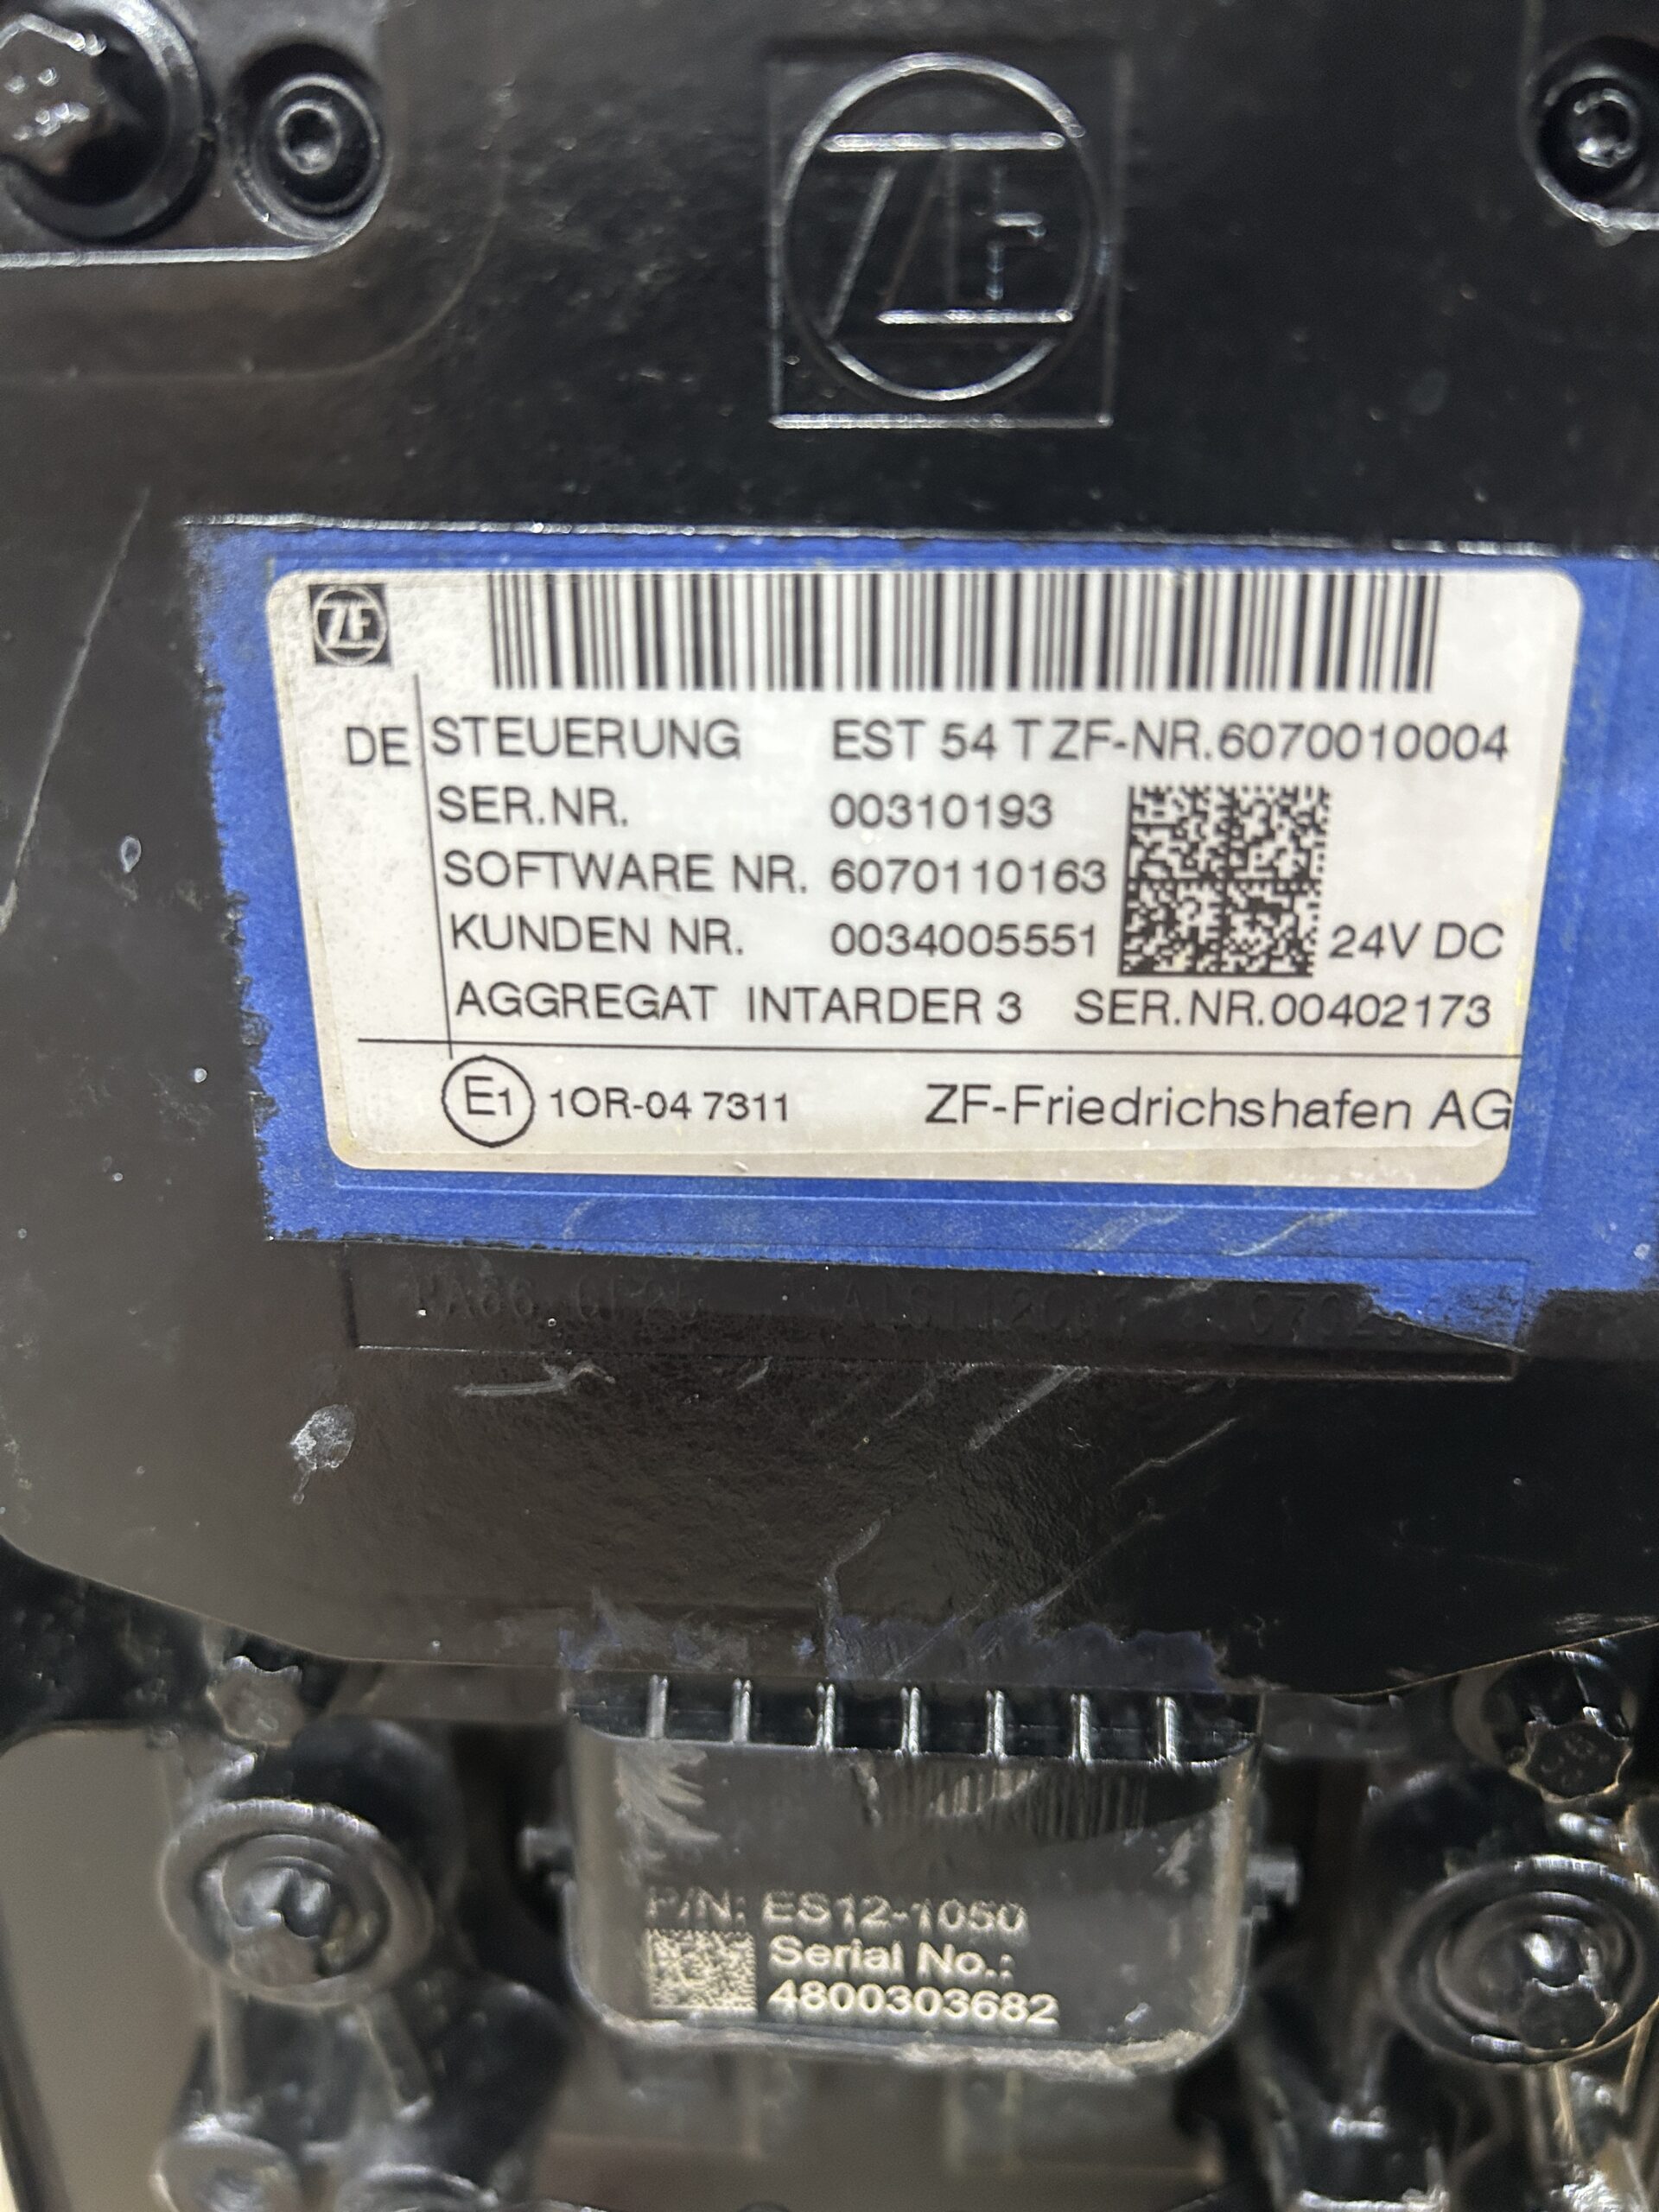 ZF
ZF
DE STEUERUNG EST 54 T ZF-NR.6070010004
SER.NR. 00310193
SOFTWARE NR. 6070110163
KUNDEN NR. 0034005551 24V DC
AGGREGAT INTARDER 3 SER.NR.00402173
E1 1OR-04 7311 ZF-Friedrichshafen AG
P/N: ES12-1050
Serial No.:
4800303682